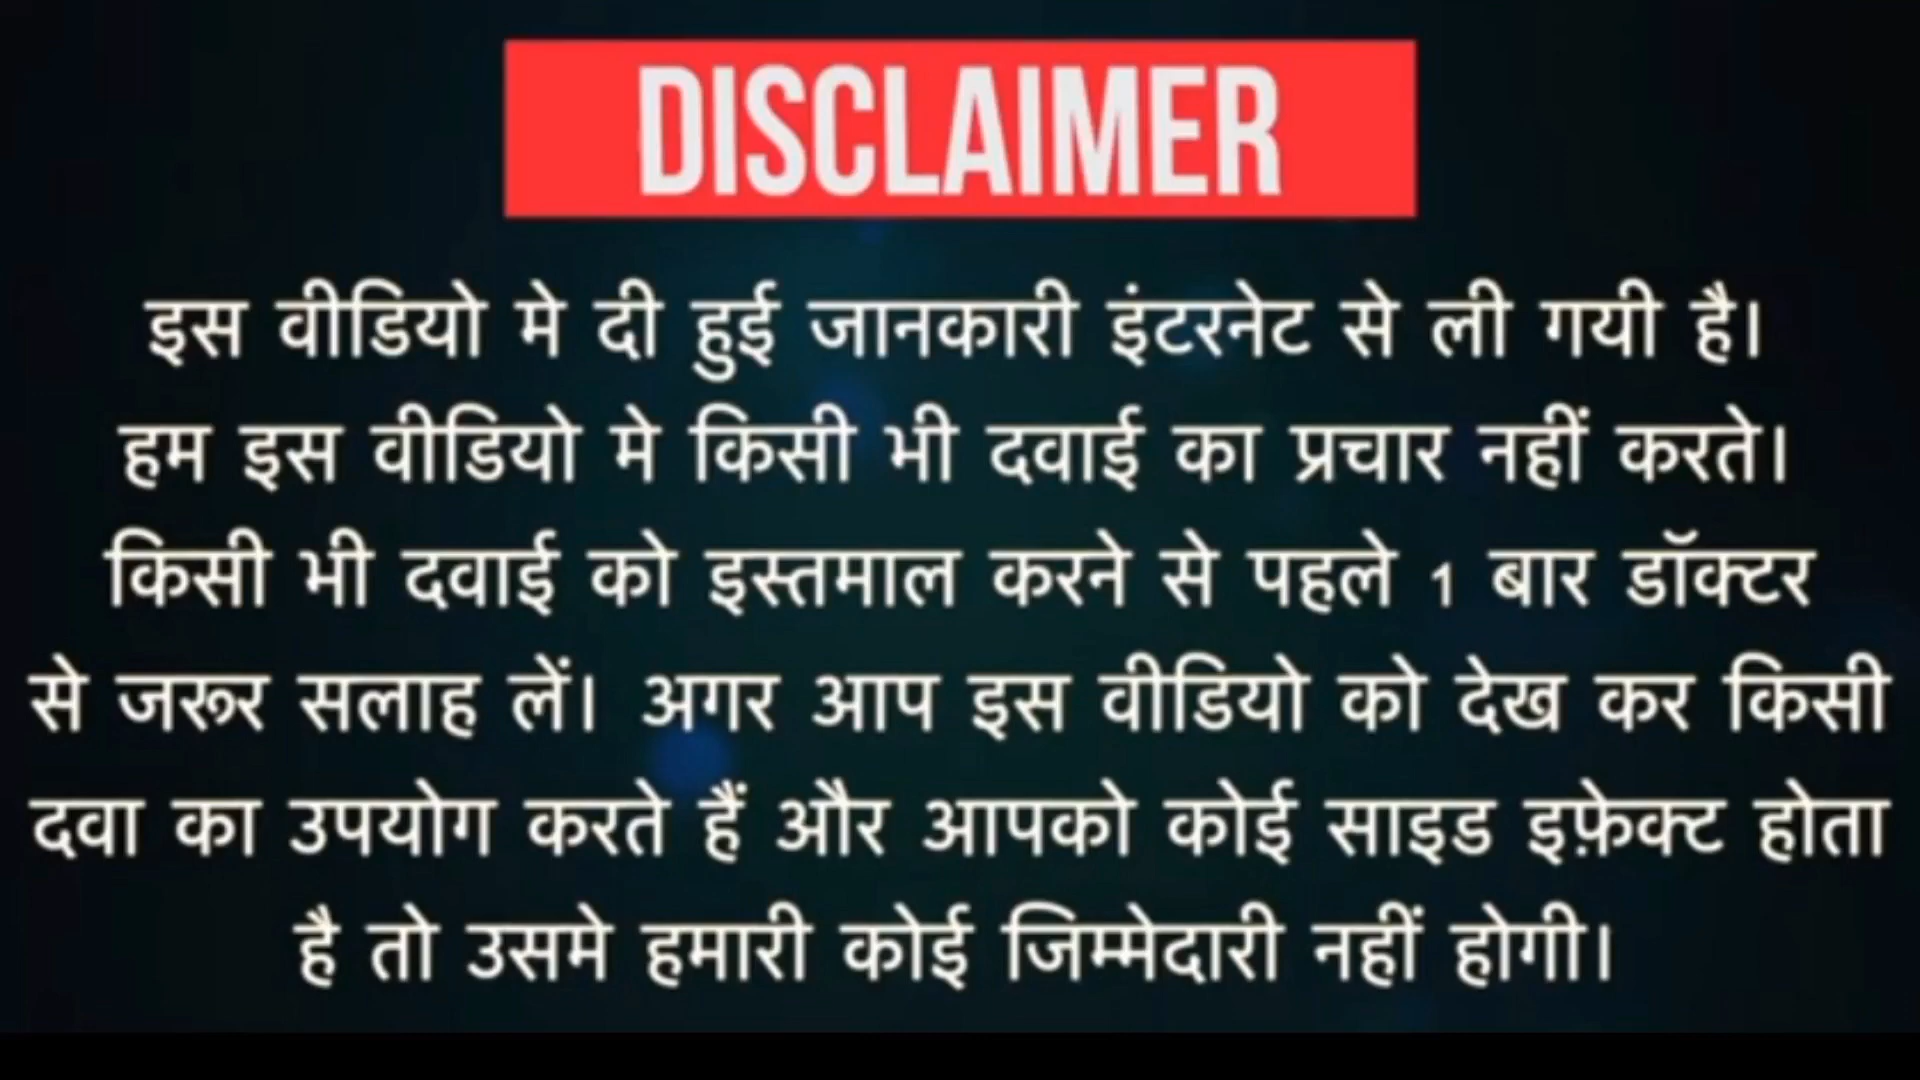 DISCLAIMER
इस वीडियो मे दी हुई जानकारी इंटरनेट से ली गयी है।
हम इस वीडियो मे किसी भी दवाई का प्रचार नहीं करते।
किसी भी दवाई को इस्तमाल करने से पहले 1 बार डॉक्टर
से जरूर सलाह लें। अगर आप इस वीडियो को देख कर किसी
दवा का उपयोग करते हैं और आपको कोई साइड इफ़ेक्ट होता
है तो उसमे हमारी कोई जिम्मेदारी नहीं होगी।